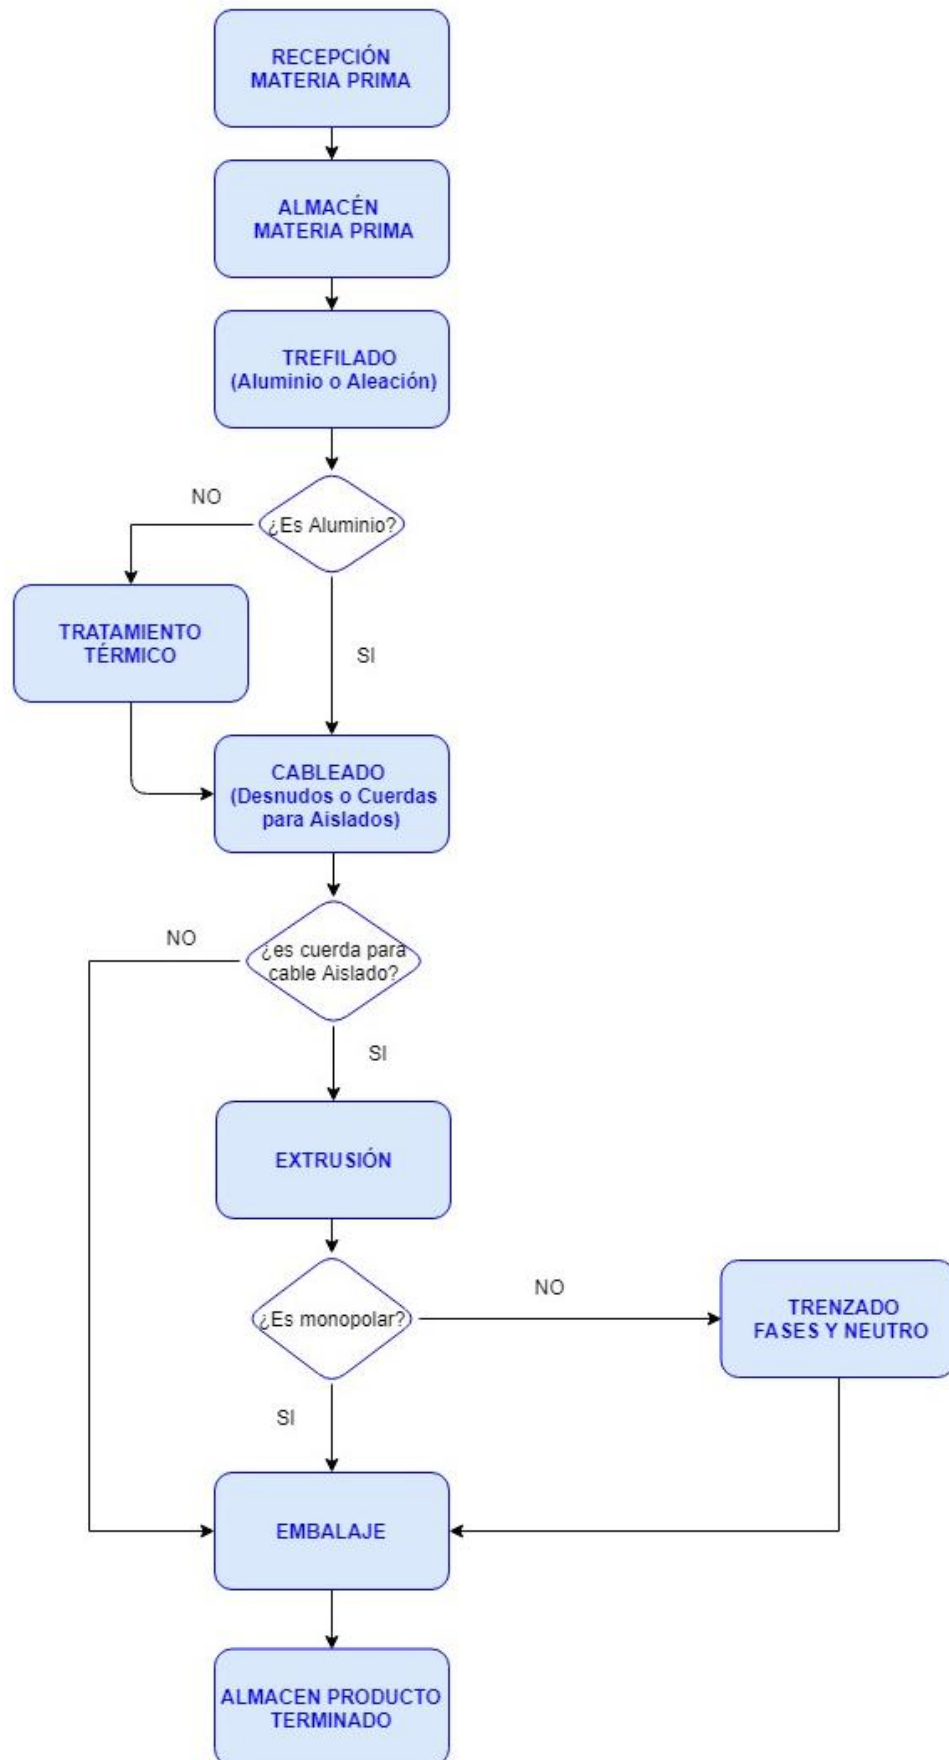 RECEPCIÓN
MATERIA PRIMA
ALMACÉN
MATERIA PRIMA
TREFILADO
(Aluminio o Aleación)
NO
¿Es Aluminio?
TRATAMIENTO
TÉRMICO
SI
CABLEADO
(Desnudos o Cuerdas
para Aislados)
NO
¿es cuerda para
cable Aislado?
SI
EXTRUSIÓN
¿Es monopolar?
NO
TRENZADO
FASES Y NEUTRO
SI
EMBALAJE
ALMACEN PRODUCTO
TERMINADO